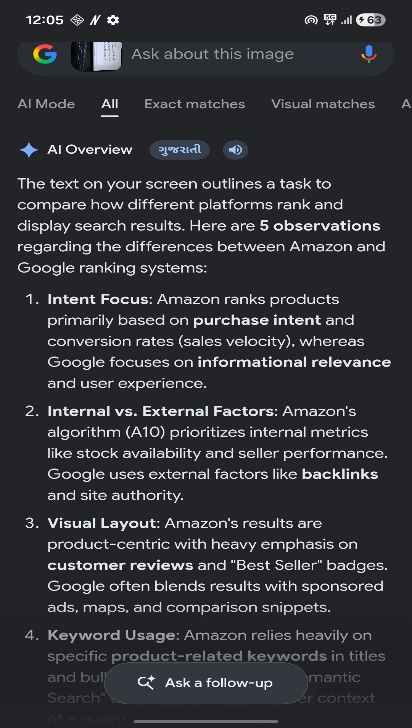 12:05
63
Ask about this image
AI Mode All Exact matches Visual matches A
AI Overview ગુજરાતી
The text on your screen outlines a task to
compare how different platforms rank and
display search results. Here are 5 observations
regarding the differences between Amazon and
Google ranking systems:
1. Intent Focus: Amazon ranks products
primarily based on purchase intent and
conversion rates (sales velocity), whereas
Google focuses on informational relevance
and user experience.
2. Internal vs. External Factors: Amazon's
algorithm (A10) prioritizes internal metrics
like stock availability and seller performance.
Google uses external factors like backlinks
and site authority.
3. Visual Layout: Amazon's results are
product-centric with heavy emphasis on
customer reviews and "Best Seller" badges.
Google often blends results with sponsored
ads, maps, and comparison snippets.
4. Keyword Usage: Amazon relies heavily on
specific product-related keywords in titles
and bul
Ask a follow-up
mantic
Search"
er context
of a query.